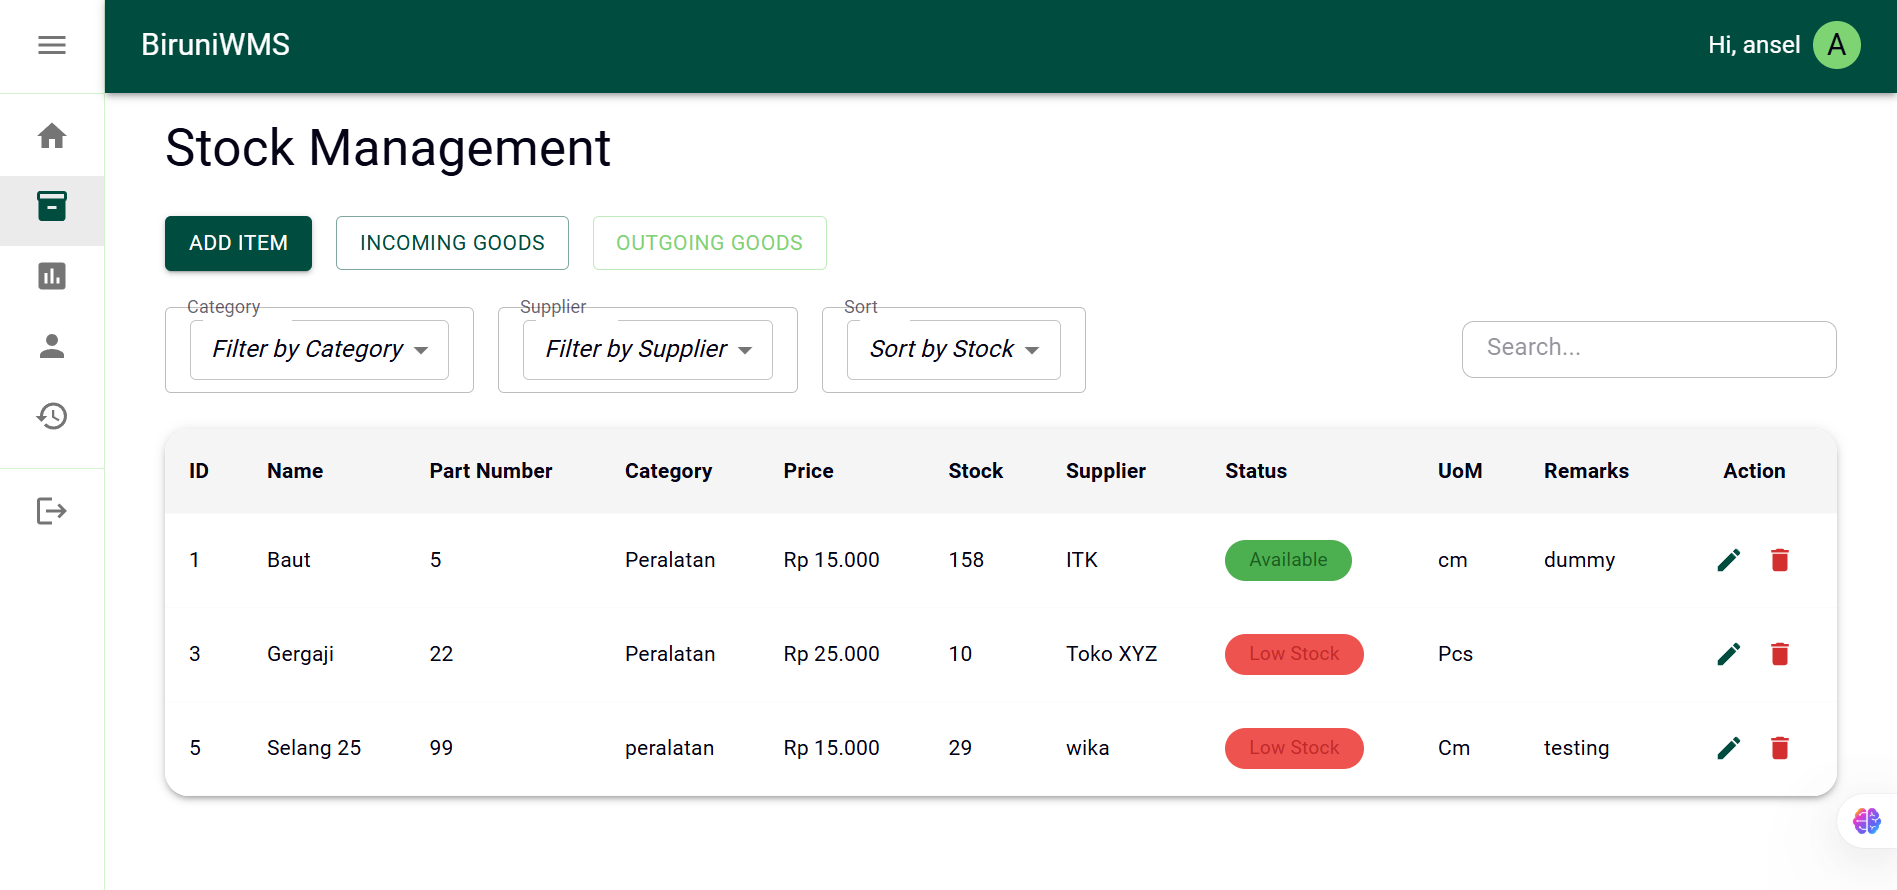 BiruniWMS
Hi, ansel A
Stock Management
ADD ITEM INCOMING GOODS OUTGOING GOODS
Category Supplier Sort
Filter by Category Filter by Supplier Sort by Stock Search...
ID Name Part Number Category Price Stock Supplier Status UoM Remarks Action
1 Baut 5 Peralatan Rp 15.000 158 ITK Available cm dummy
3 Gergaji 22 Peralatan Rp 25.000 10 Toko XYZ Low Stock Pcs
5 Selang 25 99 peralatan Rp 15.000 29 wika Low Stock Cm testing